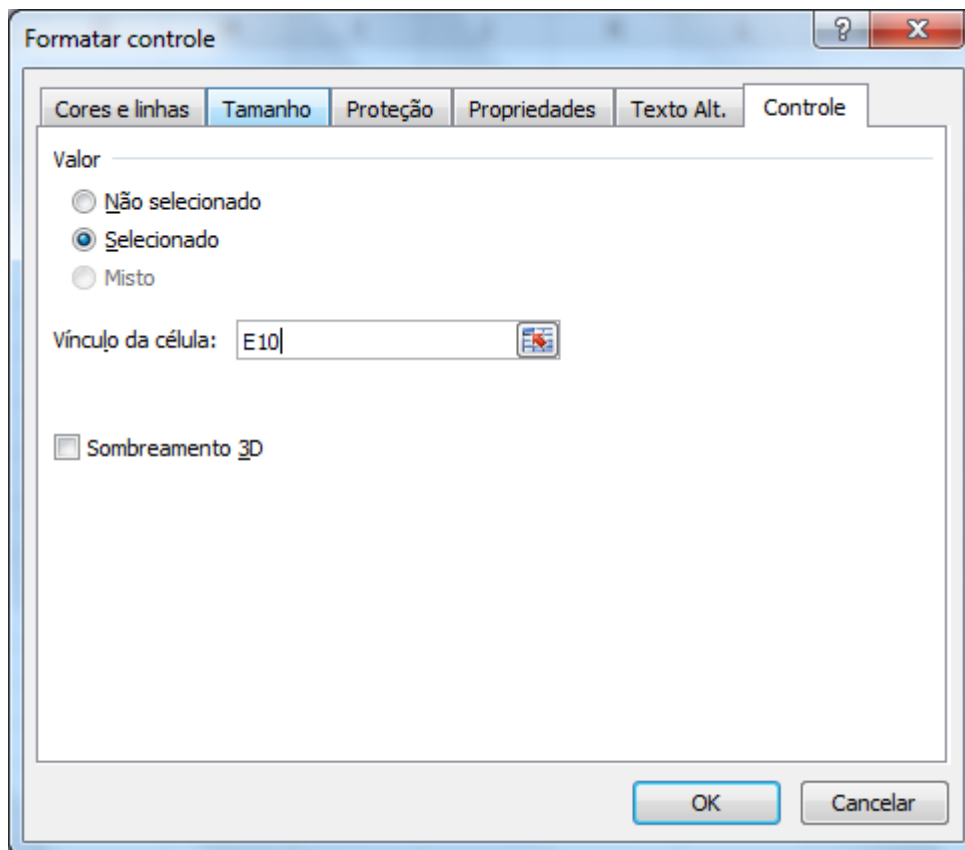 Formatar controle
Cores e linhas Tamanho Proteção Propriedades Texto Alt. Controle
Valor
Não selecionado
Selecionado
Misto
Vínculo da célula: E10
Sombreamento 3D
OK Cancelar